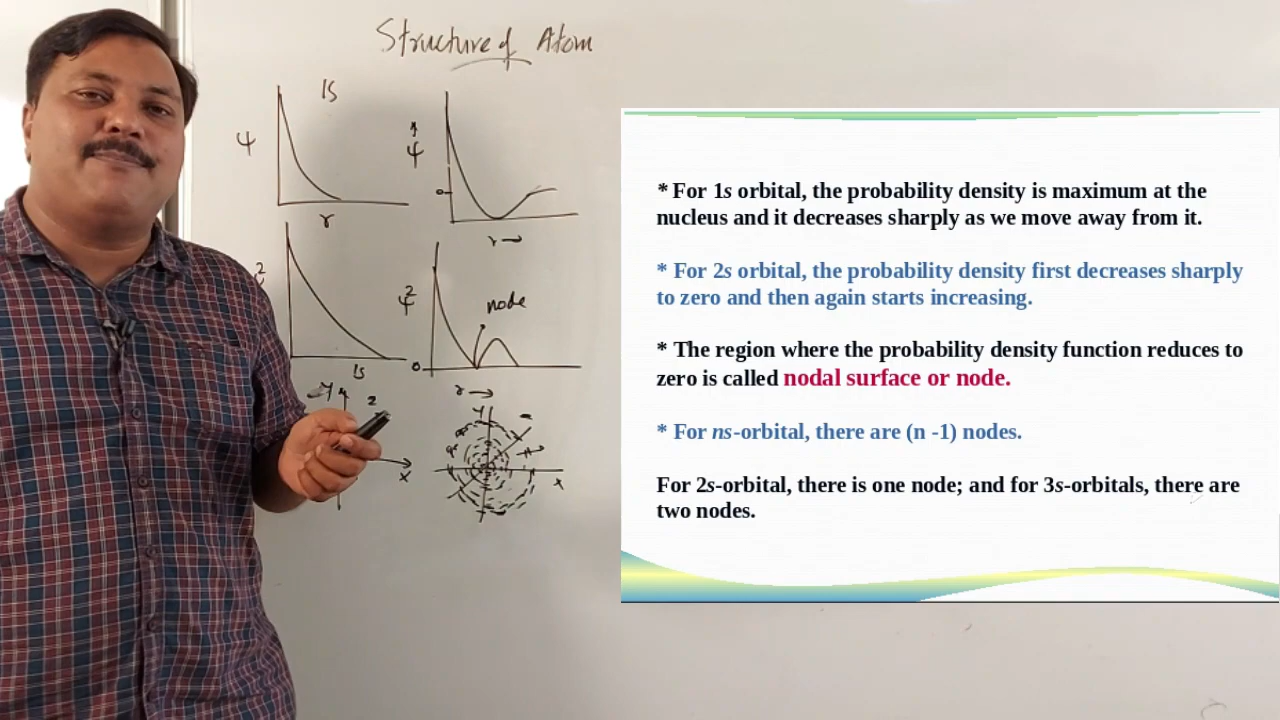 Structure of Atom
1S
ψ
r
ψ
0
r →
2
1s
ψ²
node
0
r →
y
2
x
y
x
* For 1s orbital, the probability density is maximum at the
nucleus and it decreases sharply as we move away from it.
* For 2s orbital, the probability density first decreases sharply
to zero and then again starts increasing.
* The region where the probability density function reduces to
zero is called nodal surface or node.
* For ns-orbital, there are (n -1) nodes.
For 2s-orbital, there is one node; and for 3s-orbitals, there are
two nodes.